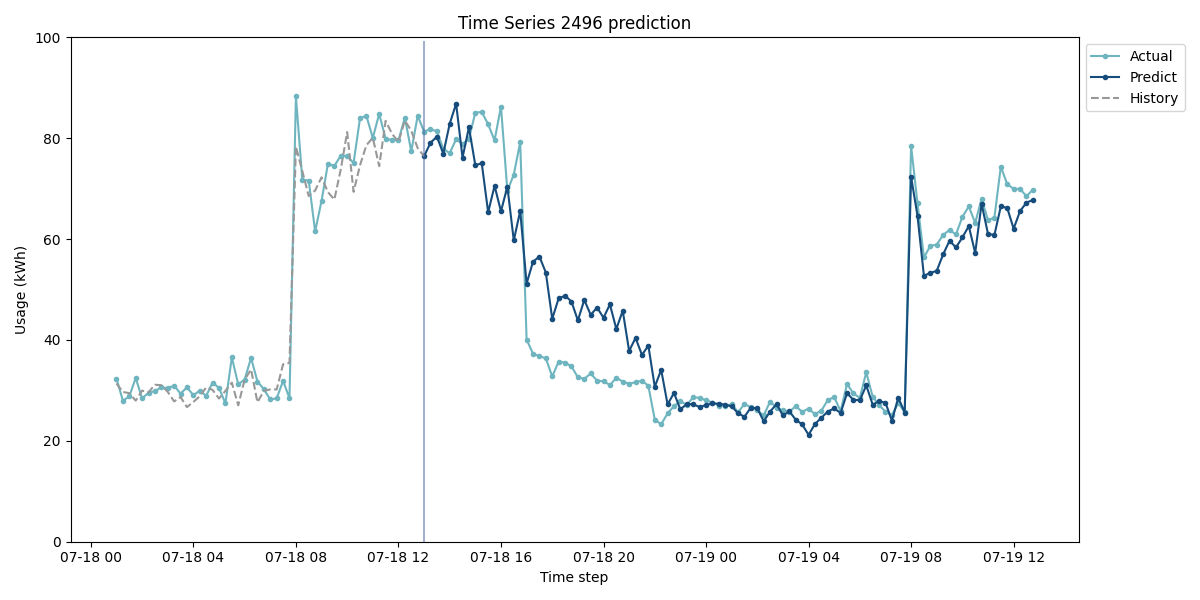 Time Series 2496 prediction
100
80
60
40
20
0
Usage (kWh)
07-18 00
07-18 04
07-18 08
07-18 12
07-18 16
07-18 20
07-19 00
07-19 04
07-19 08
07-19 12
Time step
Actual
Predict
History